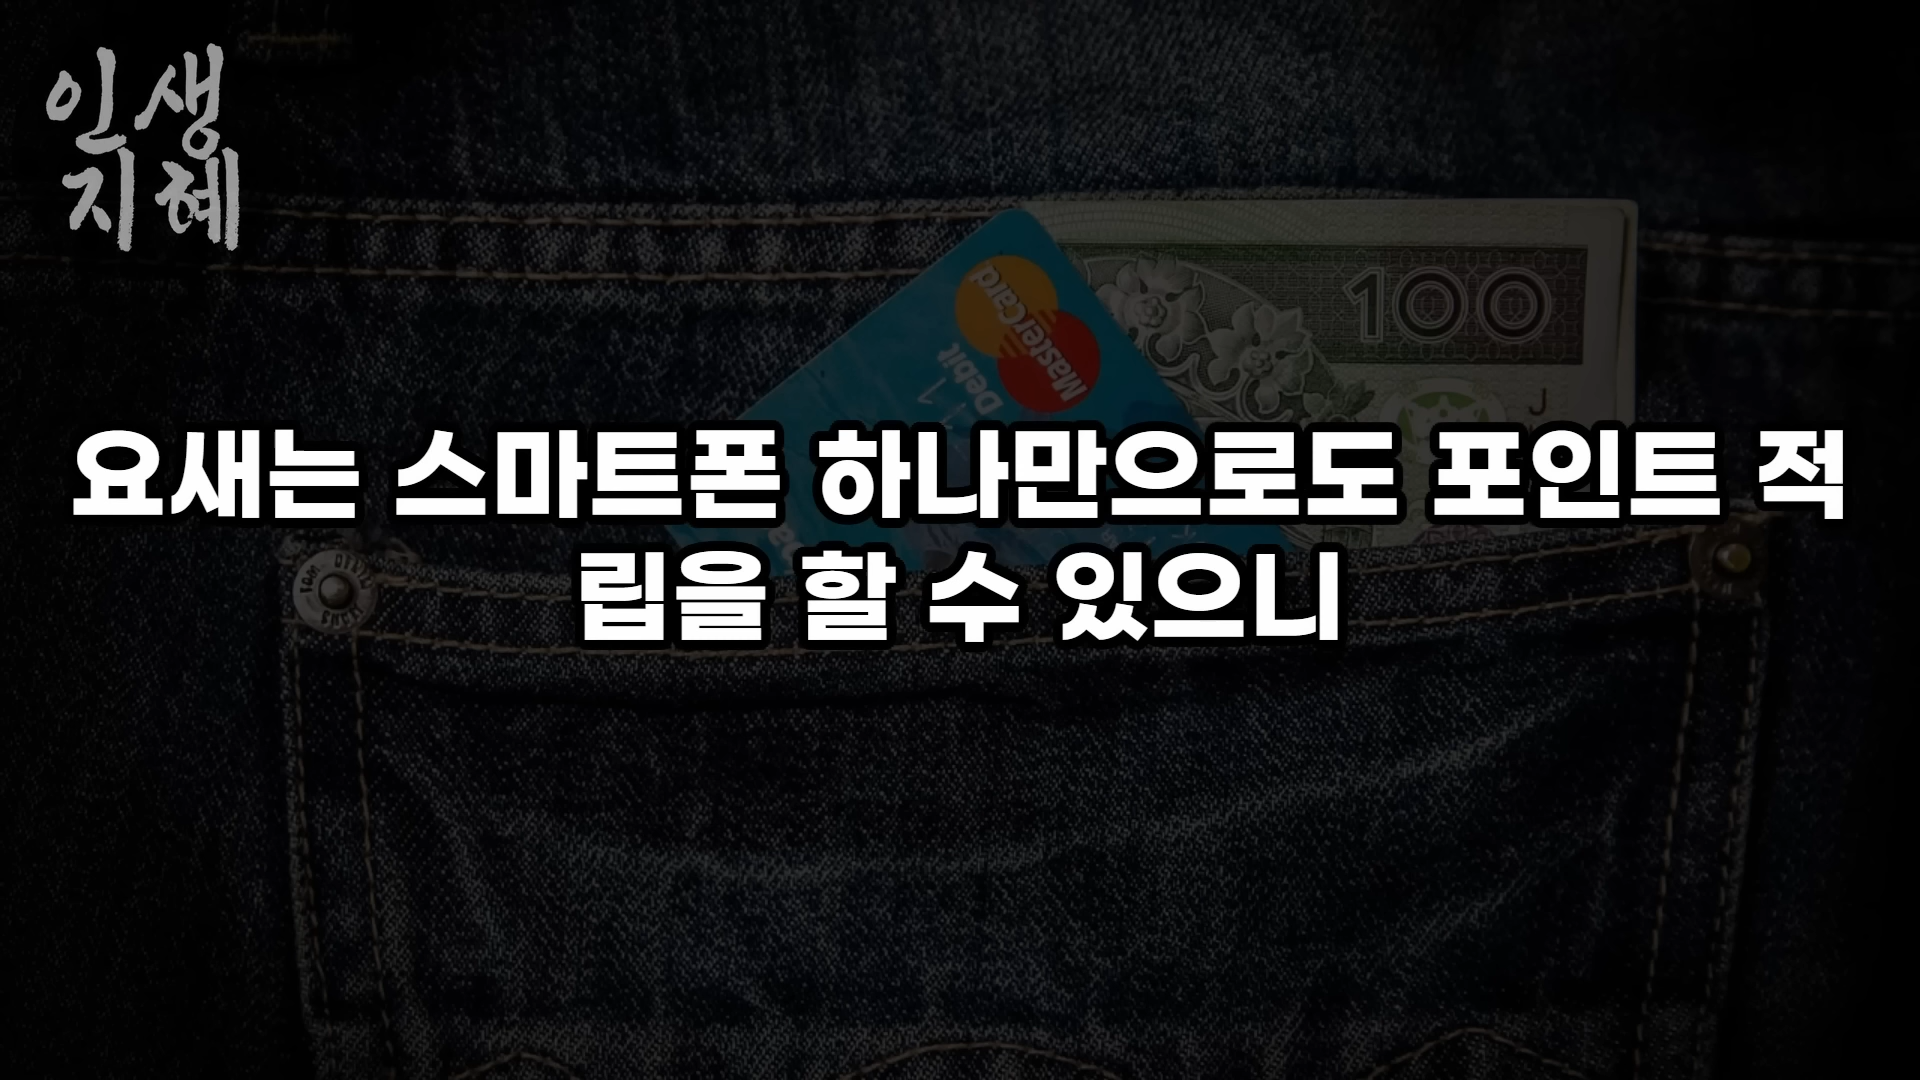 인생
지혜
100
MasterCard
Debit
J
요새는 스마트폰 하나만으로도 포인트 적
립을 할 수 있으니